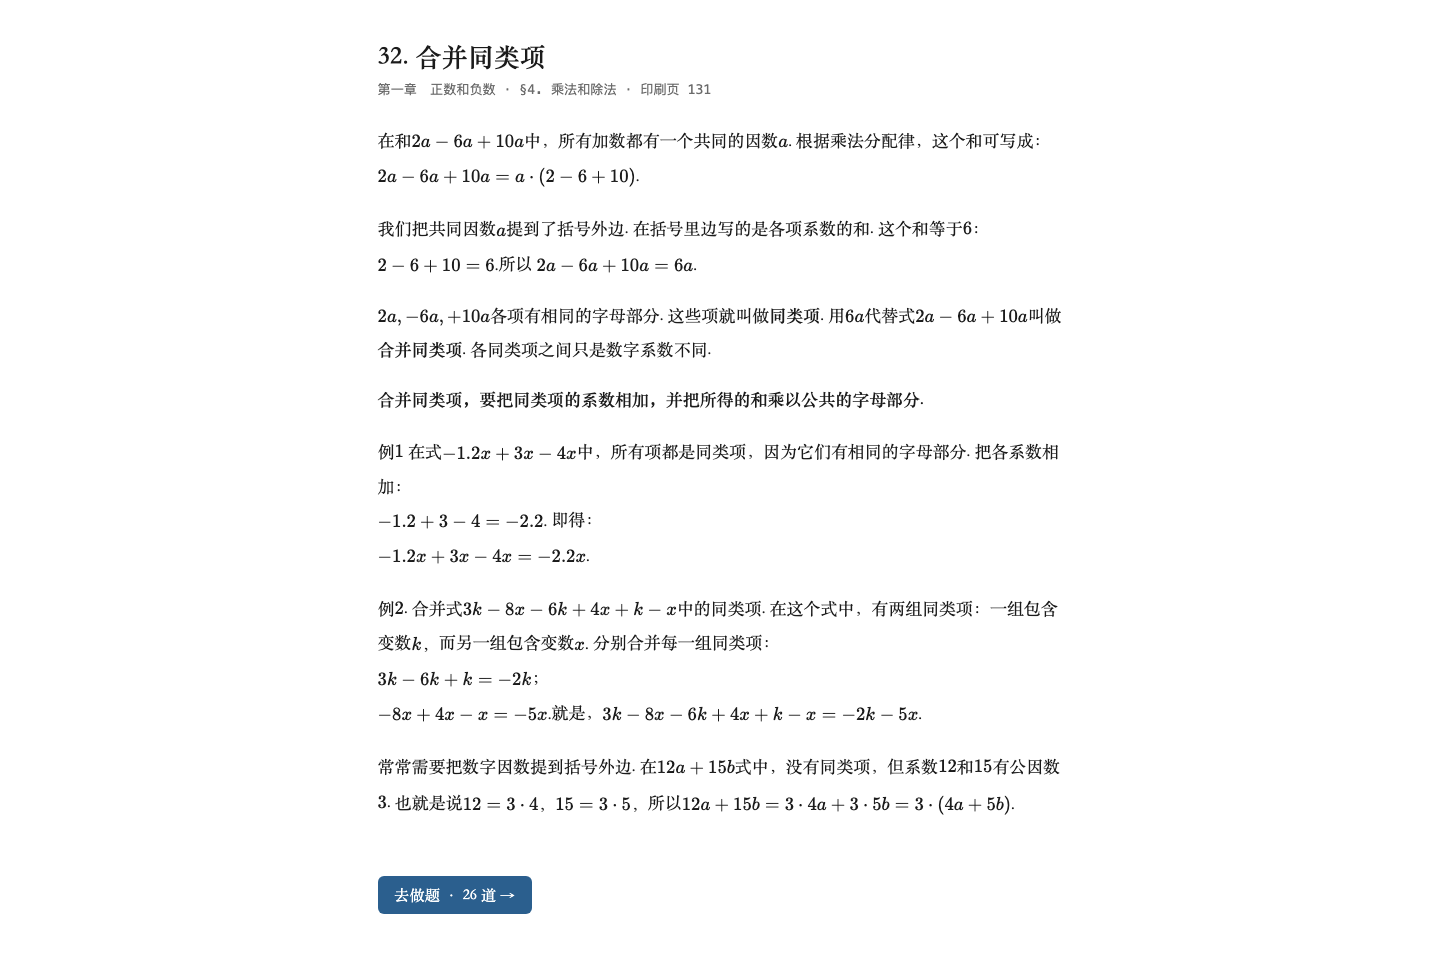 32. 合并同类项
第一章　正数和负数 · §4. 乘法和除法 · 印刷页 131
在和2a − 6a + 10a中，所有加数都有一个共同的因数a. 根据乘法分配律，这个和可写成：
2a − 6a + 10a = a · (2 − 6 + 10).
我们把共同因数a提到了括号外边. 在括号里边写的是各项系数的和. 这个和等于6：
2 − 6 + 10 = 6.所以 2a − 6a + 10a = 6a.
2a, −6a, +10a各项有相同的字母部分. 这些项就叫做同类项. 用6a代替式2a − 6a + 10a叫做
合并同类项. 各同类项之间只是数字系数不同.
合并同类项，要把同类项的系数相加，并把所得的和乘以公共的字母部分.
例1 在式−1.2x + 3x − 4x中，所有项都是同类项，因为它们有相同的字母部分. 把各系数相
加：
−1.2 + 3 − 4 = −2.2. 即得：
−1.2x + 3x − 4x = −2.2x.
例2. 合并式3k − 8x − 6k + 4x + k − x中的同类项. 在这个式中，有两组同类项：一组包含
变数k，而另一组包含变数x. 分别合并每一组同类项：
3k − 6k + k = −2k；
−8x + 4x − x = −5x.就是，3k − 8x − 6k + 4x + k − x = −2k − 5x.
常常需要把数字因数提到括号外边. 在12a + 15b式中，没有同类项，但系数12和15有公因数
3. 也就是说12 = 3 · 4，15 = 3 · 5，所以12a + 15b = 3 · 4a + 3 · 5b = 3 · (4a + 5b).
去做题 · 26 道 →